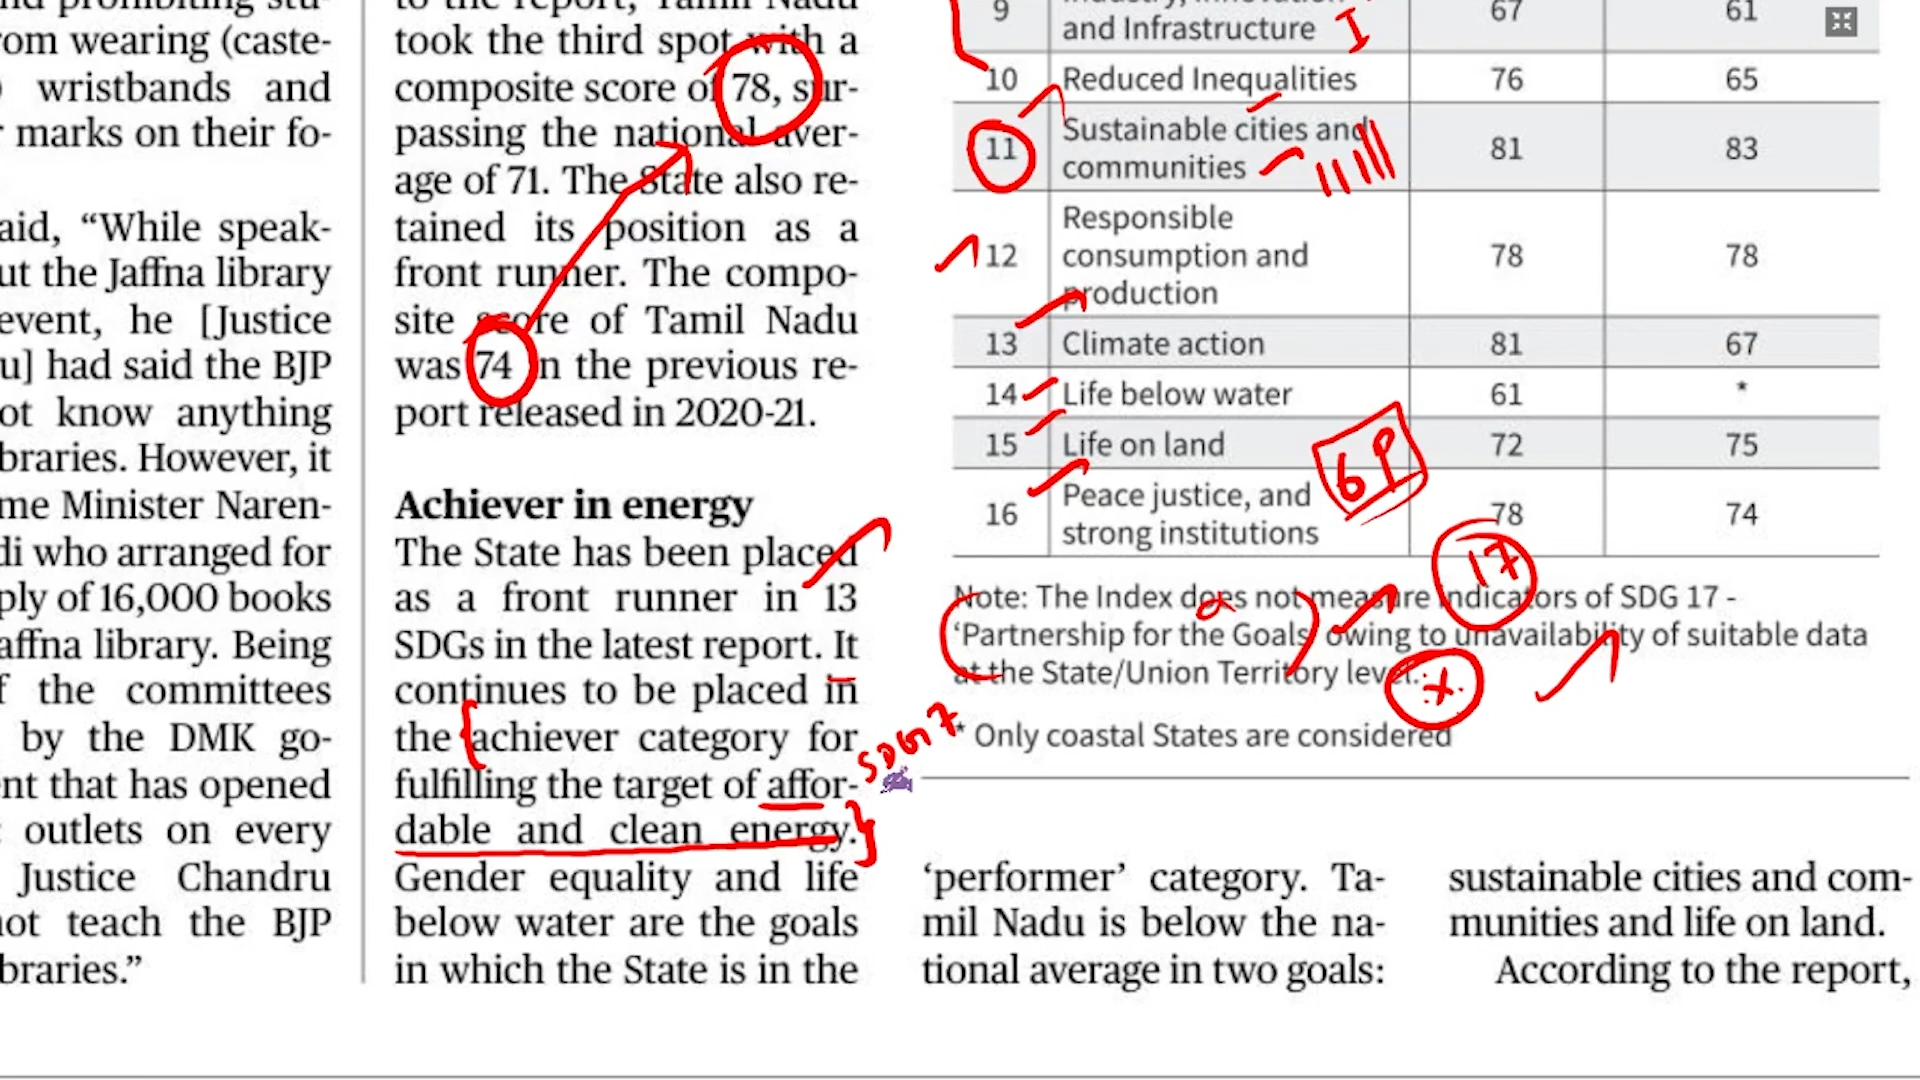 and prohibiting stu-
rom wearing (caste-
wristbands and
marks on their fo-
aid, “While speak-
ut the Jaffna library
event, he [Justice
u] had said the BJP
ot know anything
braries. However, it
me Minister Naren-
di who arranged for
ply of 16,000 books
affna library. Being
f the committees
by the DMK go-
nt that has opened
outlets on every
Justice Chandru
not teach the BJP
braries.”
to the report, Tamil Nadu
took the third spot with a
composite score of 78, sur-
passing the national aver-
age of 71. The State also re-
tained its position as a
front runner. The compo-
site score of Tamil Nadu
was 74 in the previous re-
port released in 2020-21.
Achiever in energy
The State has been placed
as a front runner in 13
SDGs in the latest report. It
continues to be placed in
the achiever category for
fulfilling the target of affor-
dable and clean energy.
Gender equality and life
below water are the goals
in which the State is in the
9 Industry, Innovation and Infrastructure 67 61
10 Reduced Inequalities 76 65
11 Sustainable cities and
communities 81 83
12 Responsible
consumption and
production 78 78
13 Climate action 81 67
14 Life below water 61 *
15 Life on land 72 75
16 Peace justice, and
strong institutions 78 74
6P
17
Note: The Index does not measure indicators of SDG 17 -
‘Partnership for the Goals’ owing to unavailability of suitable data
at the State/Union Territory level.
* Only coastal States are considered
SDG 7
‘performer’ category. Ta-
mil Nadu is below the na-
tional average in two goals:
sustainable cities and com-
munities and life on land.
According to the report,